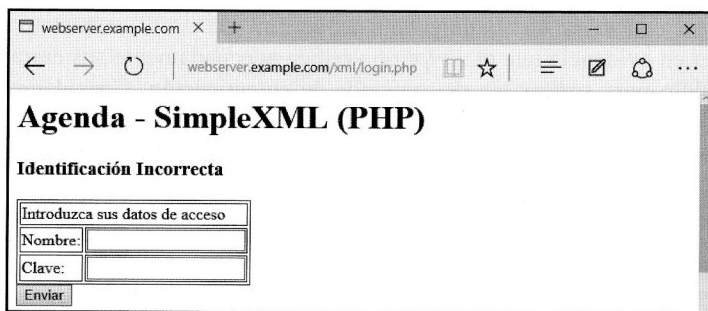 webserver.example.com
webserver.example.com/xml/login.php
Agenda - SimpleXML (PHP)
Identificación Incorrecta
Introduzca sus datos de acceso
Nombre:
Clave:
Enviar